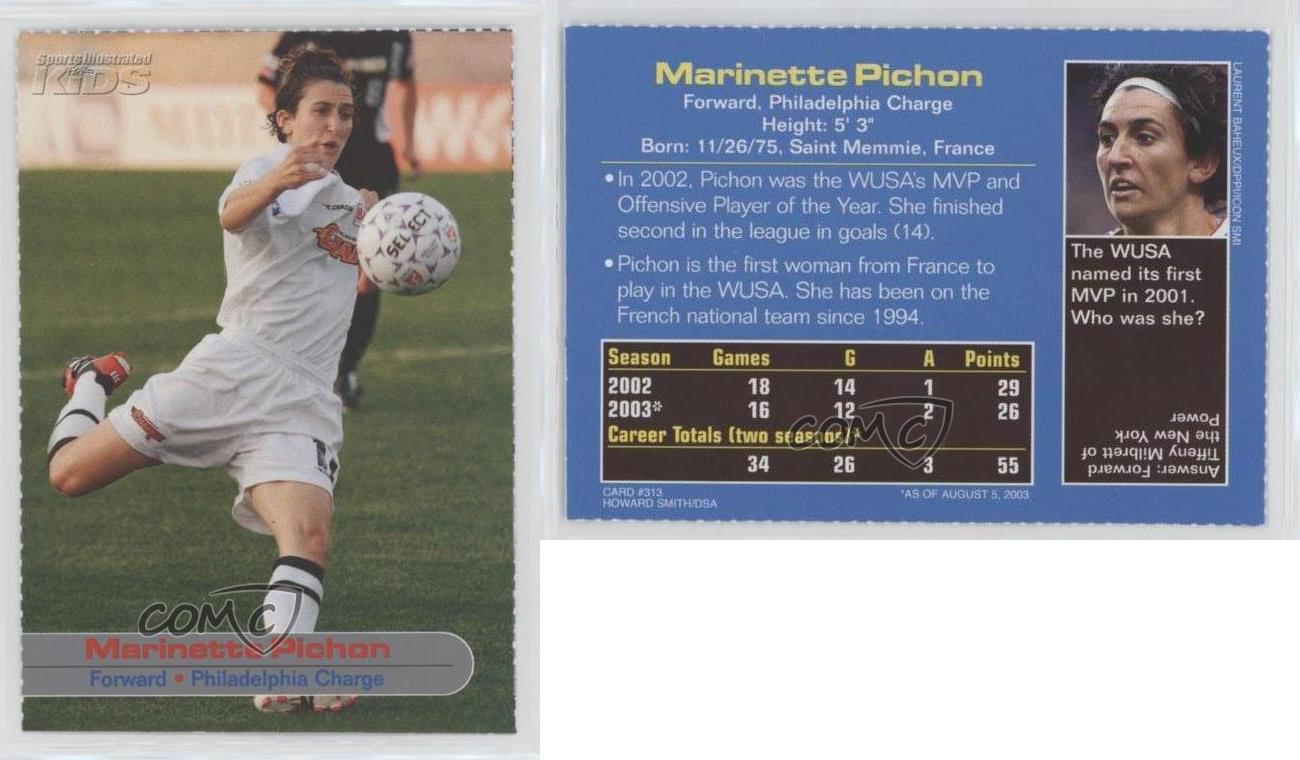 Sports Illustrated
for
KIDS
SELECT
COMC
Marinette Pichon
Forward • Philadelphia Charge
Marinette Pichon
Forward, Philadelphia Charge
Height: 5' 3"
Born: 11/26/75, Saint Memmie, France
• In 2002, Pichon was the WUSA's MVP and
Offensive Player of the Year. She finished
second in the league in goals (14).
• Pichon is the first woman from France to
play in the WUSA. She has been on the
French national team since 1994.
Season Games G A Points
2002 18 14 1 29
2003* 16 12 2 26
Career Totals (two seasons)*
34 26 3 55
COMC
CARD #313
HOWARD SMITH/DSA
*AS OF AUGUST 5, 2003
LAURENT BAHEUX/DPPI/ICON SMI
The WUSA
named its first
MVP in 2001.
Who was she?
Answer: Forward
Tiffeny Milbrett of
the New York
Power